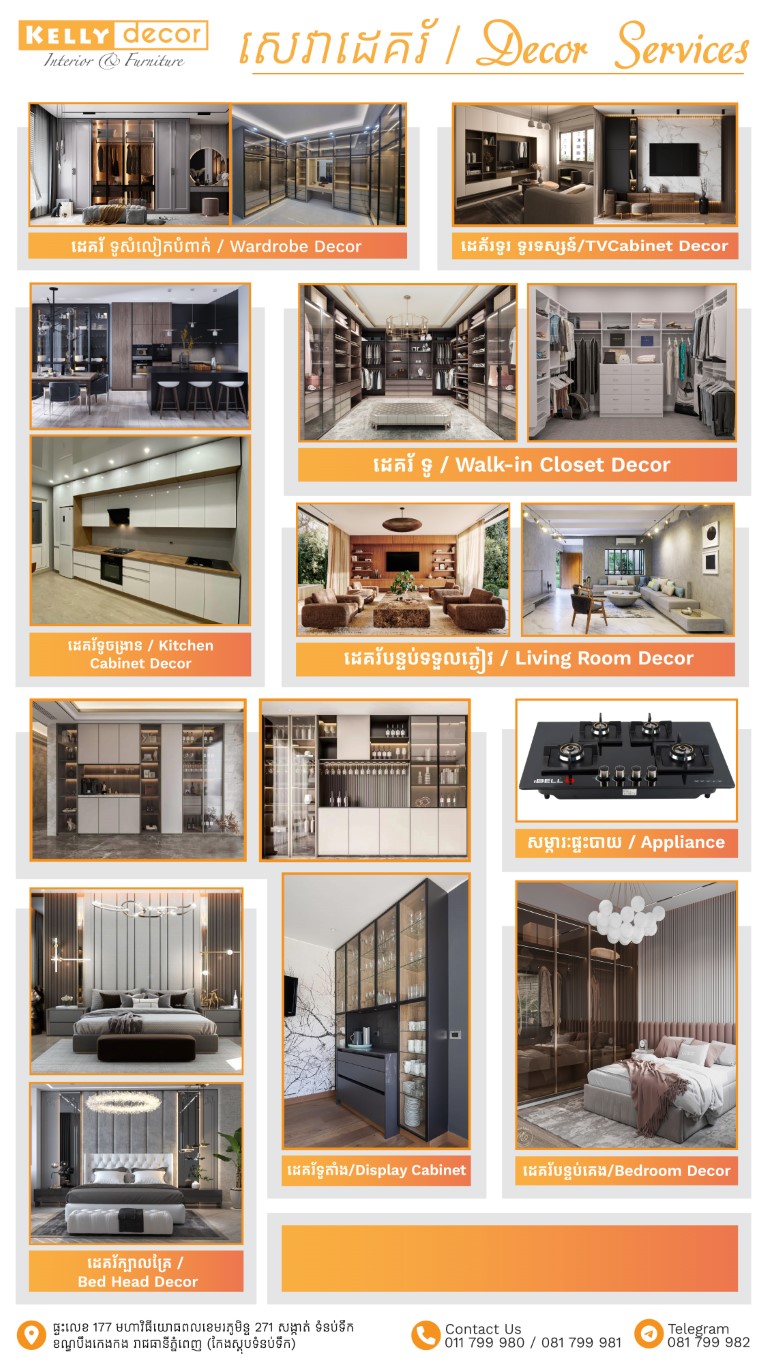 KELLY decor
Interior & Furniture
សេវាដេគរ័ / Decor Services
ដេគរ័ ទូសំលៀកបំពាក់ / Wardrobe Decor
ដេគ័រទូរ ទូរទស្សន៍/TVCabinet Decor
ដេគរ័ ទូ / Walk-in Closet Decor
ដេគរ័ទូចង្រ្កាន / Kitchen
Cabinet Decor
ដេគរ័បន្ទប់ទទួលភ្ញៀវ / Living Room Decor
iBELL
សម្ភារៈផ្ទះបាយ / Appliance
ដេគរ័ទូតាំង/Display Cabinet
ដេគរ័បន្ទប់គេង/Bedroom Decor
ដេគរ័ក្បាលគ្រែ /
Bed Head Decor
ផ្ទះលេខ 177 មហាវិថីយោធពលខេមរភូមិន្ទ 271 សង្កាត់ ទំនប់ទឹក
ខណ្ឌបឹងកេងកង រាជធានីភ្នំពេញ (កែងស្តុបទំនប់ទឹក)
Contact Us
011 799 980 / 081 799 981
Telegram
081 799 982